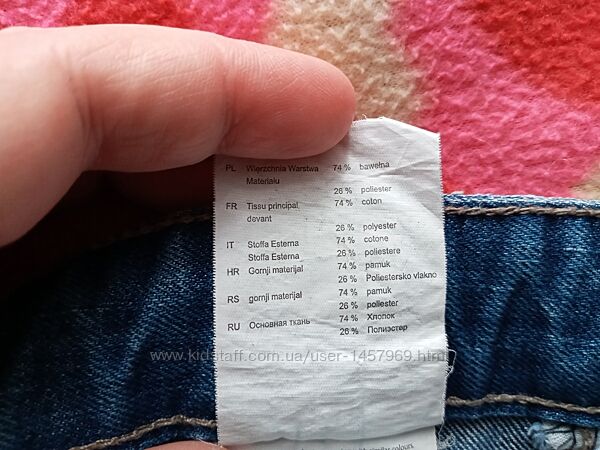 PL Wierzchnia Warstwa 74 % bawełna
Materiału
26 % poliester
FR Tissu principal, 74 % coton
devant
26 % polyester
IT Stoffa Esterna 74 % cotone
Stoffa Esterna 26 % poliestere
HR Gornji materijal 74 % pamuk
26 % Poliestersko vlakno
RS gornji materijal 74 % pamuk
26 % poliester
RU Основная ткань 74 % Хлопок
26 % Полиэстер
www.kidstaff.com.ua/user-1457969.html
similar colours.